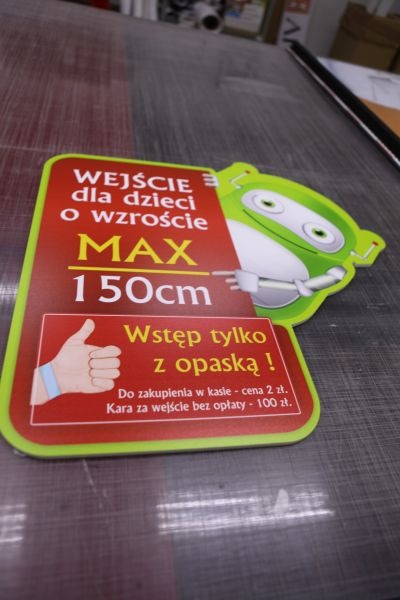 WEJŚCIE
dla dzieci
o wzroście
MAX
150cm
Wstęp tylko
z opaską !
Do zakupienia w kasie - cena 2 zł.
Kara za wejście bez opłaty - 100 zł.